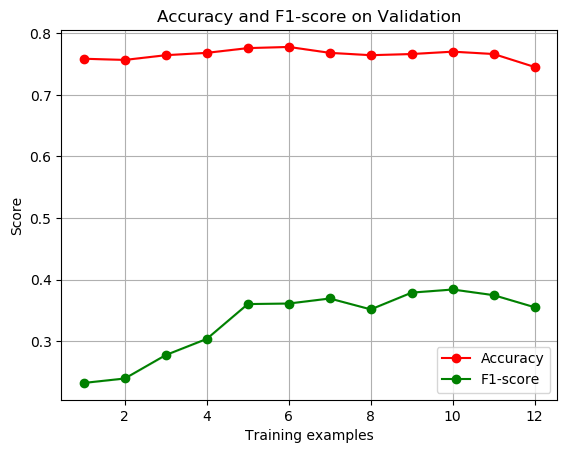 Accuracy and F1-score on Validation
0.8
0.7
0.6
0.5
0.4
0.3
Score
2 4 6 8 10 12
Training examples
Accuracy
F1-score